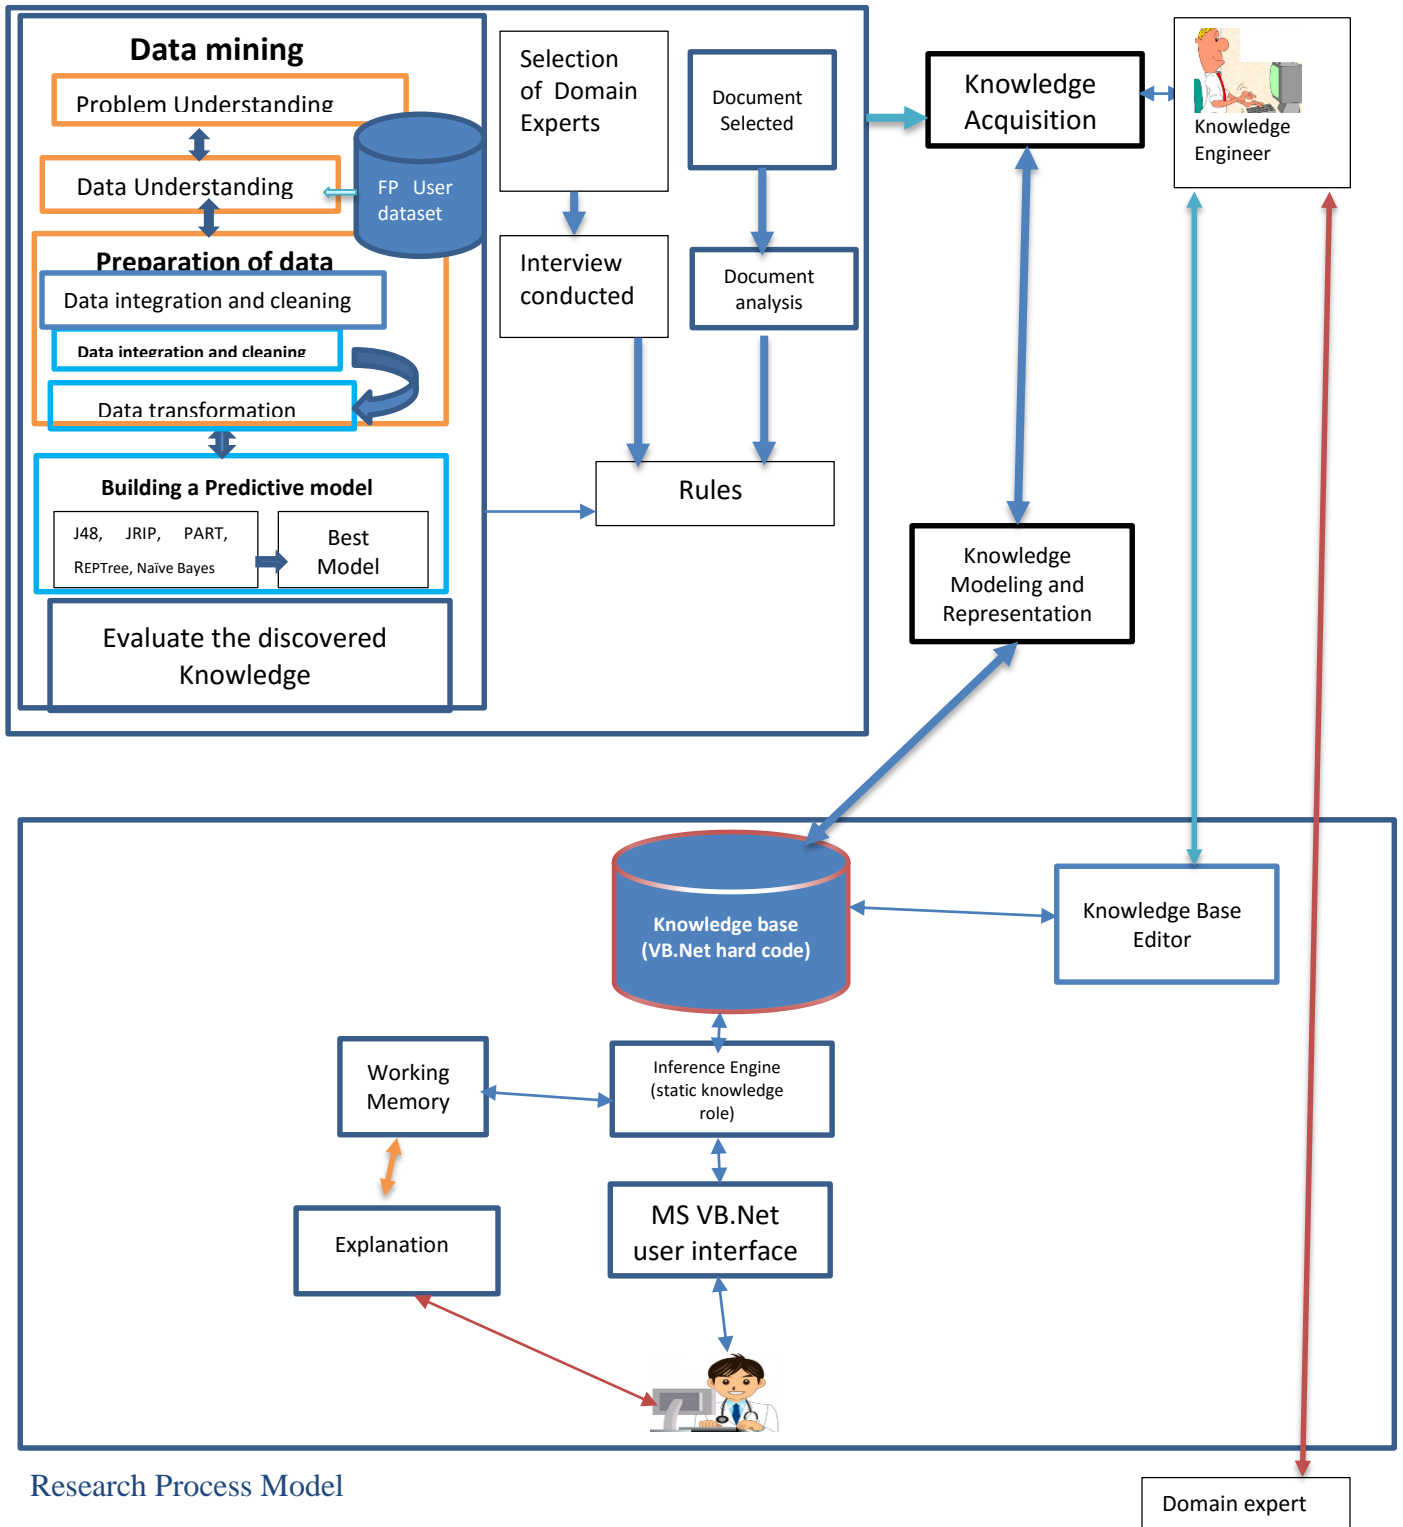 Data mining
Problem Understanding
Data Understanding
FP User
dataset
Preparation of data
Data integration and cleaning
Data integration and cleaning
Data transformation
Building a Predictive model
J48, JRIP, PART,
REPTree, Naïve Bayes
Best
Model
Evaluate the discovered
Knowledge
Selection
of Domain
Experts
Interview
conducted
Document
Selected
Document
analysis
Rules
Knowledge
Acquisition
Knowledge
Engineer
Knowledge
Modeling and
Representation
Knowledge base
(VB.Net hard code)
Knowledge Base
Editor
Working
Memory
Inference Engine
(static knowledge
role)
Explanation
MS VB.Net
user interface
Research Process Model
Domain expert